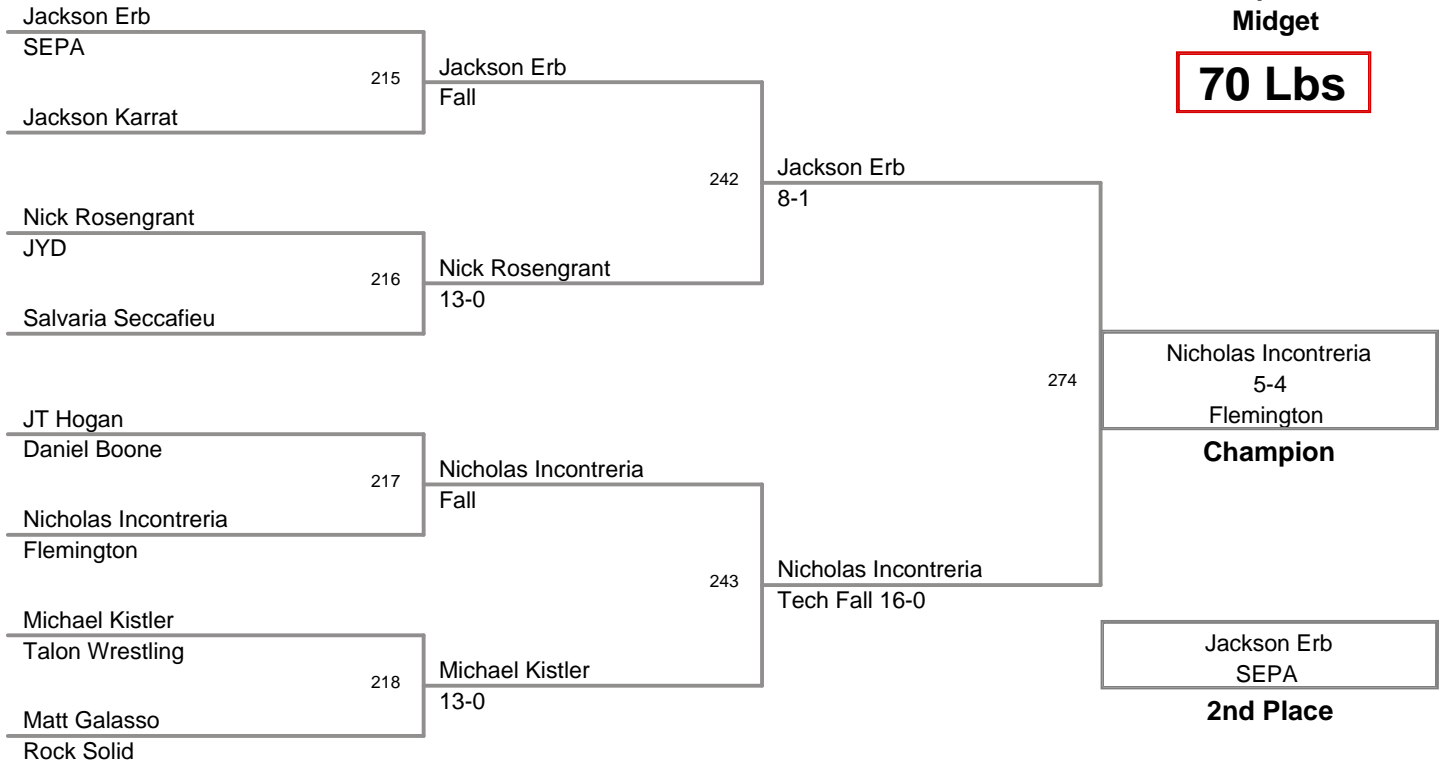 Midget
70 Lbs
Jackson Erb
SEPA
215
Jackson Karrat
Jackson Erb
Fall
Nick Rosengrant
JYD
216
Salvaria Seccafieu
Nick Rosengrant
13-0
242
Jackson Erb
8-1
JT Hogan
Daniel Boone
217
Nicholas Incontreria
Flemington
Nicholas Incontreria
Fall
Michael Kistler
Talon Wrestling
218
Matt Galasso
Rock Solid
Michael Kistler
13-0
243
Nicholas Incontreria
Tech Fall 16-0
274
Nicholas Incontreria
5-4
Flemington
Champion
Jackson Erb
SEPA
2nd Place